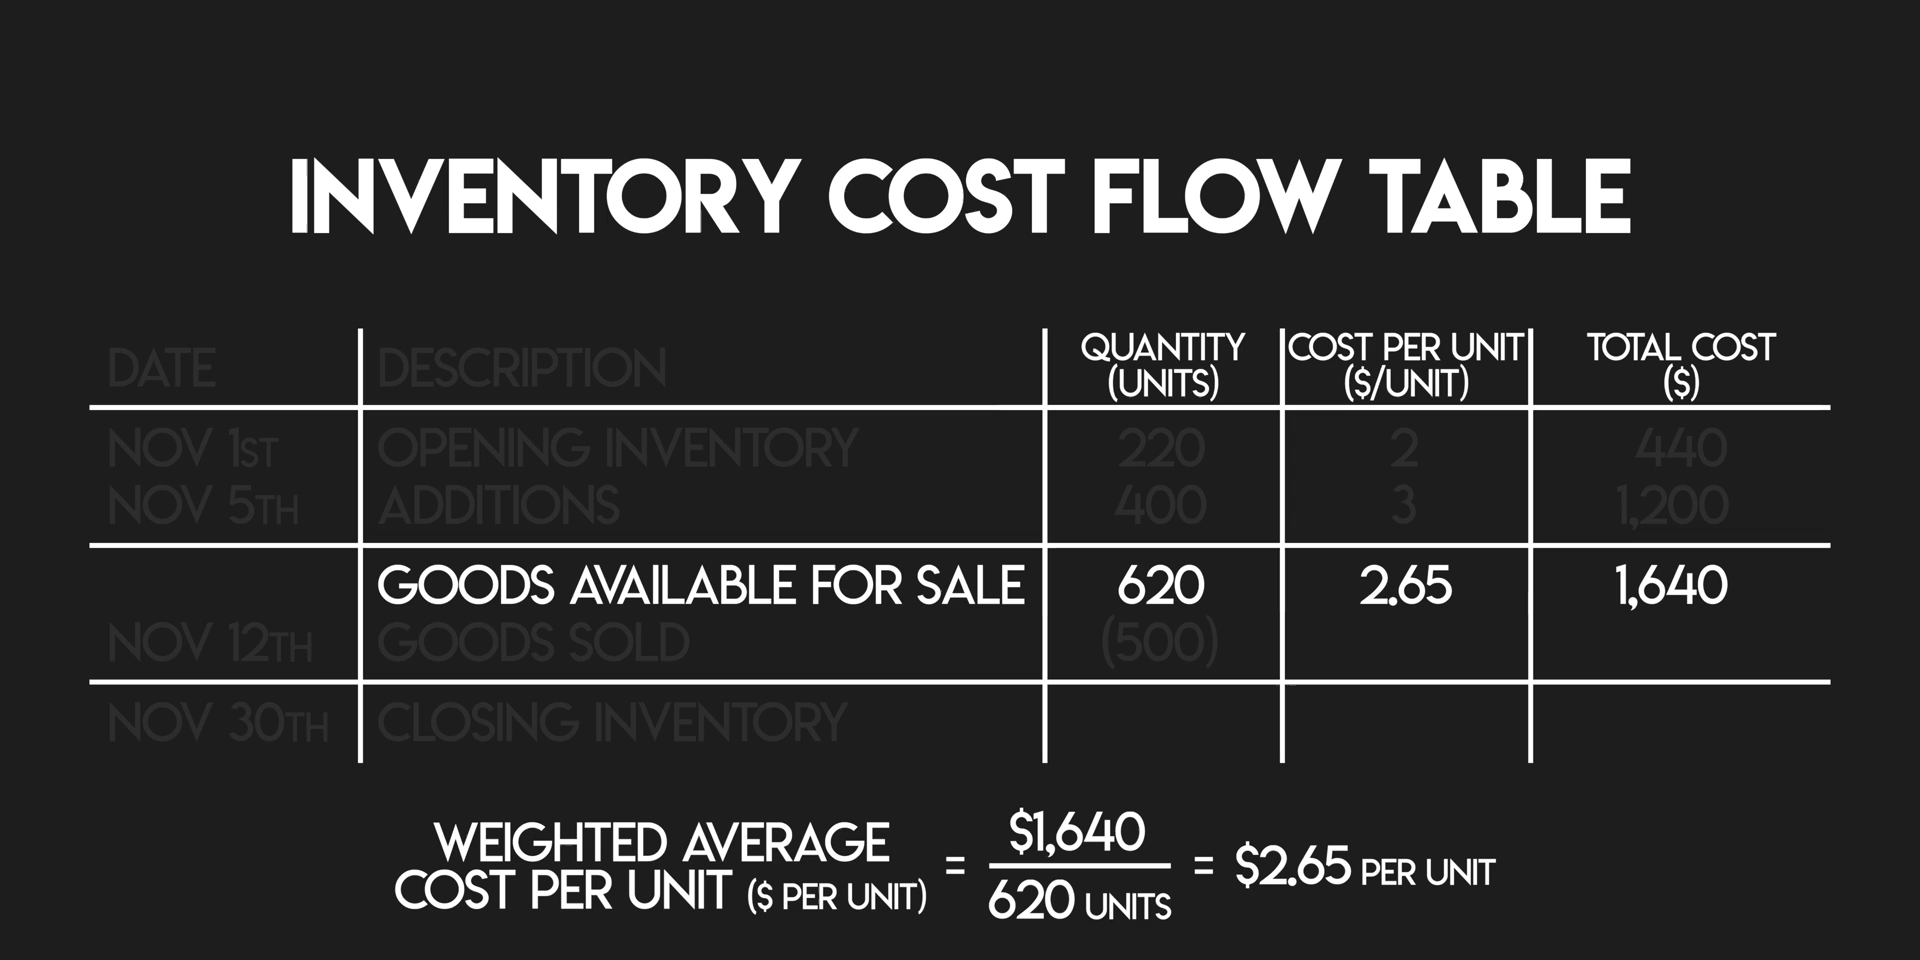 INVENTORY COST FLOW TABLE
DATE DESCRIPTION QUANTITY (UNITS) COST PER UNIT ($/UNIT) TOTAL COST ($)
NOV 1ST OPENING INVENTORY 220 2 440
NOV 5TH ADDITIONS 400 3 1,200
GOODS AVAILABLE FOR SALE 620 2.65 1,640
NOV 12TH GOODS SOLD (500)
NOV 30TH CLOSING INVENTORY
WEIGHTED AVERAGE COST PER UNIT ($ PER UNIT) = $1,640 / 620 UNITS = $2.65 PER UNIT